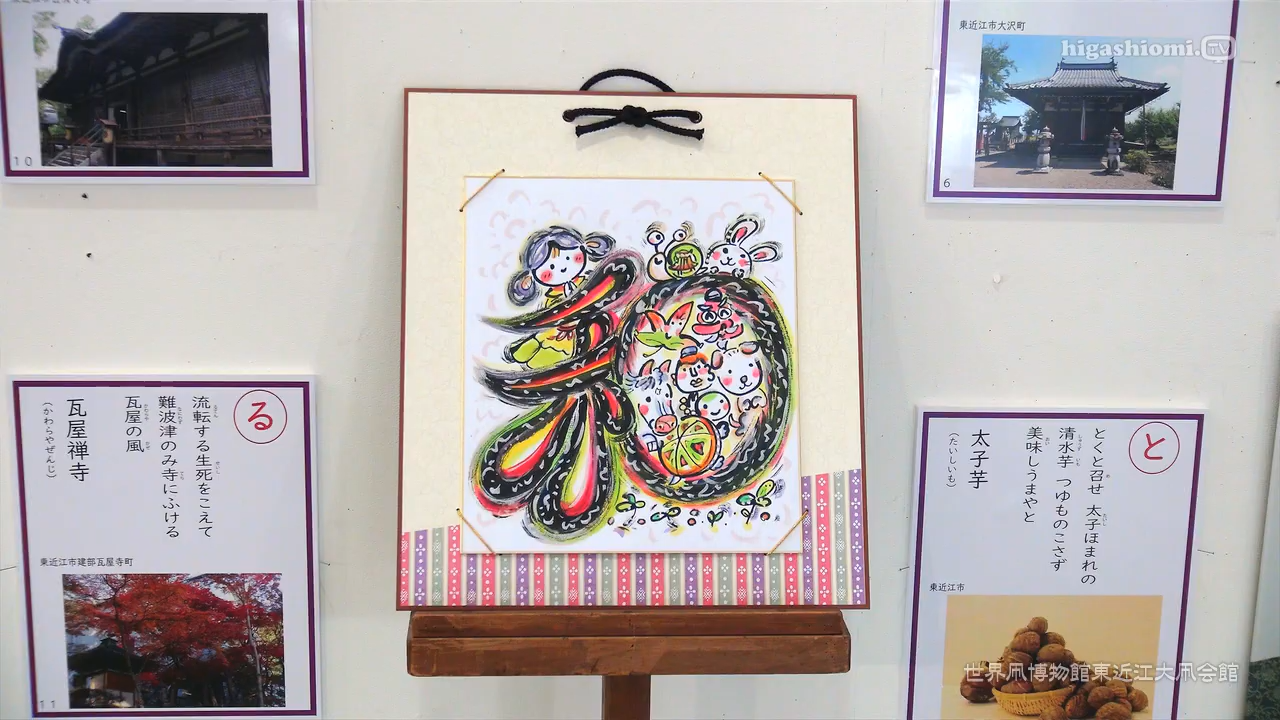 10
東近江市大沢町
higashiomi.TV
6
和
る
流転する生死をこえて
難波津のみ寺にふける
瓦屋の風
瓦屋禅寺
(かわらやぜんじ)
東近江市建部瓦屋寺町
11
と
とくと召せ 太子ほまれの
清水芋 つゆものこさず
美味しうまやと
太子芋
(たいしいも)
東近江市
世界凧博物館東近江大凧会館